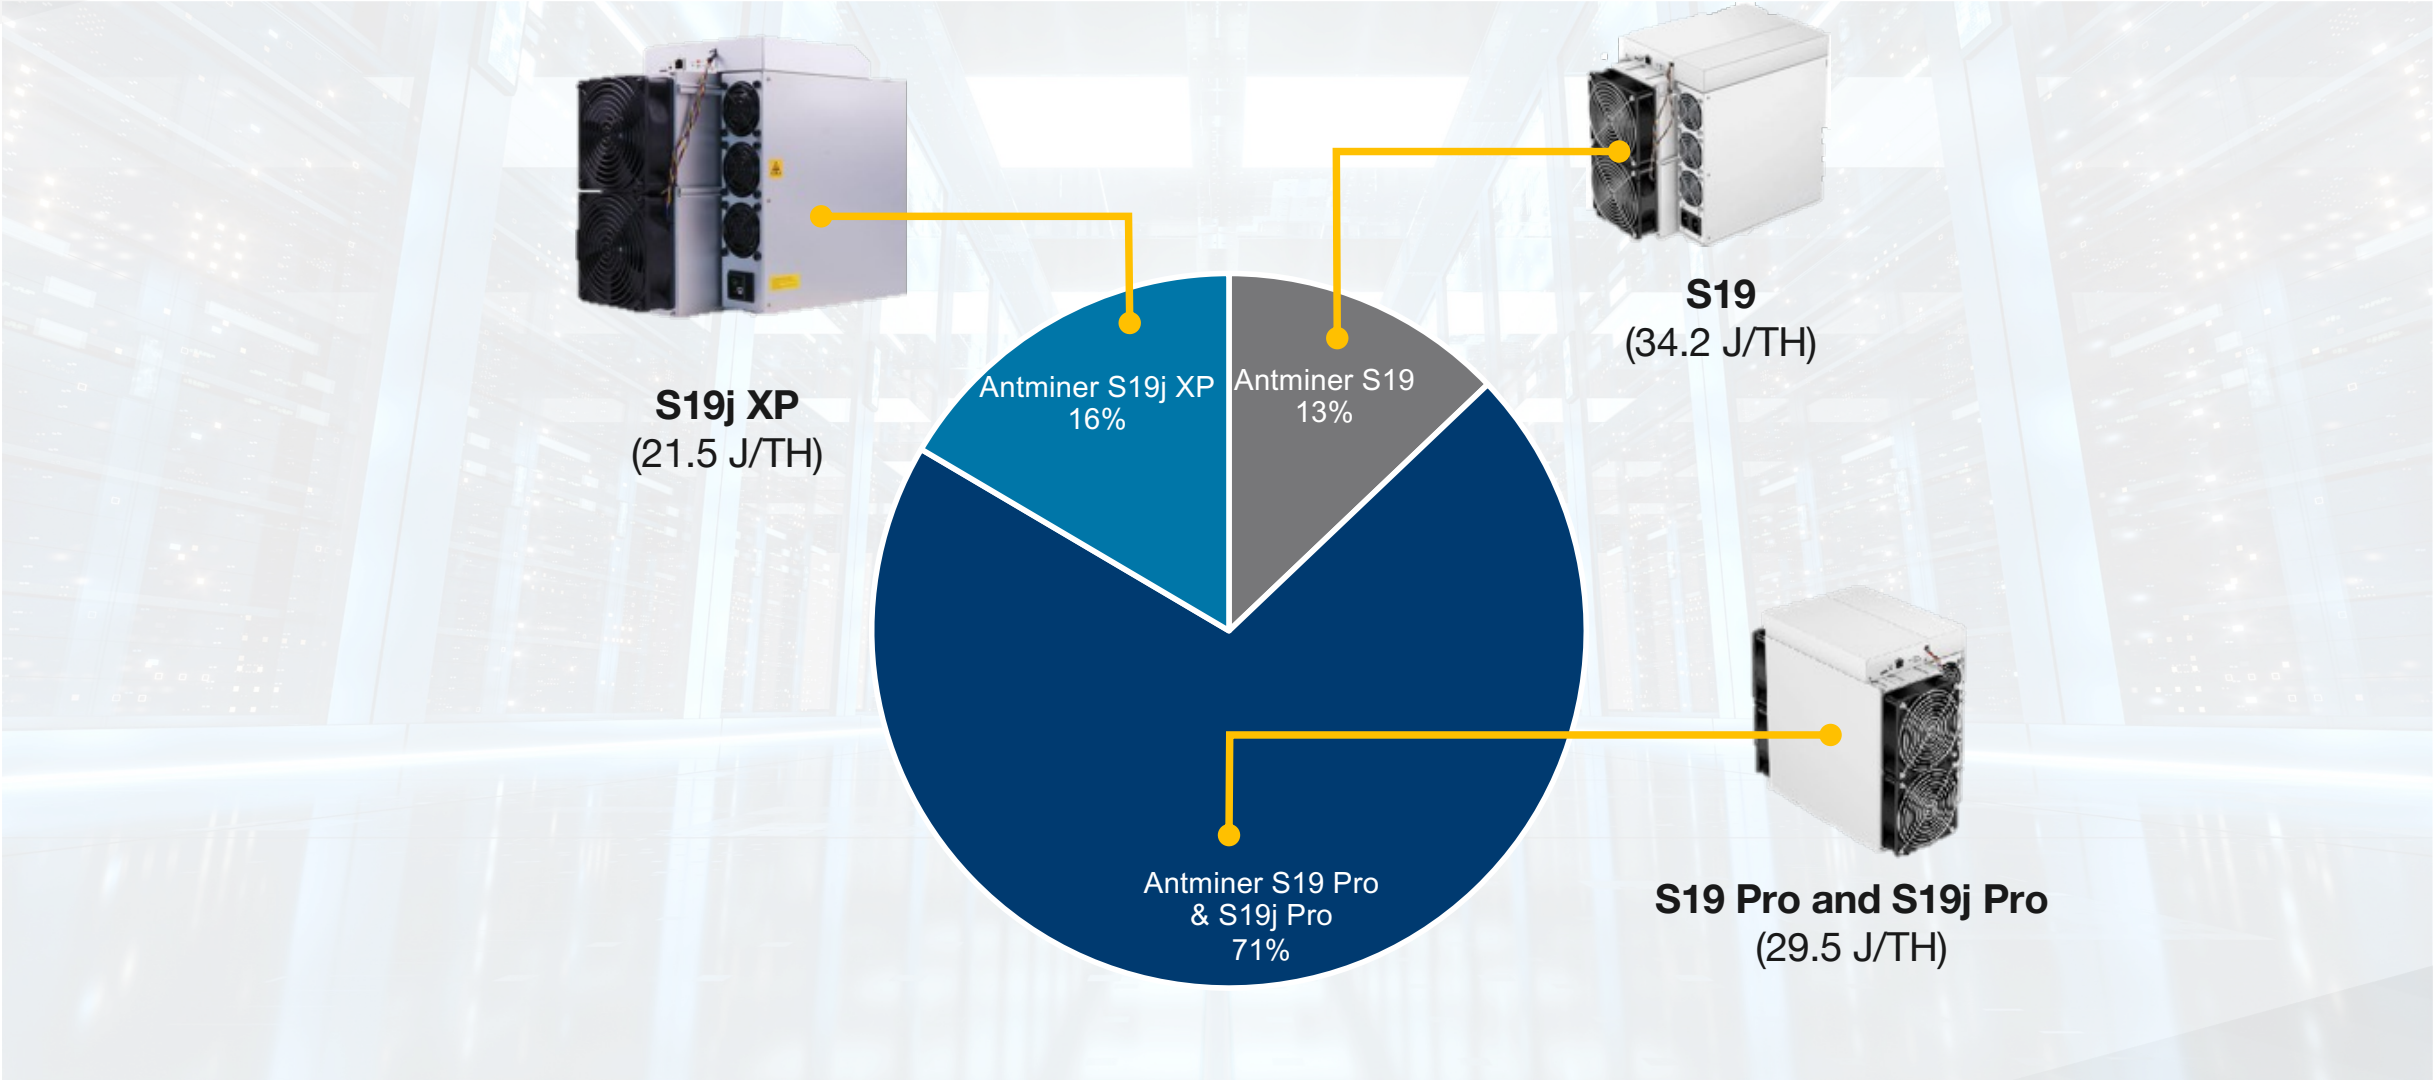 S19
(34.2 J/TH)
S19j XP
(21.5 J/TH)
Antminer S19j XP
16%
Antminer S19
13%
Antminer S19 Pro
& S19j Pro
71%
S19 Pro and S19j Pro
(29.5 J/TH)